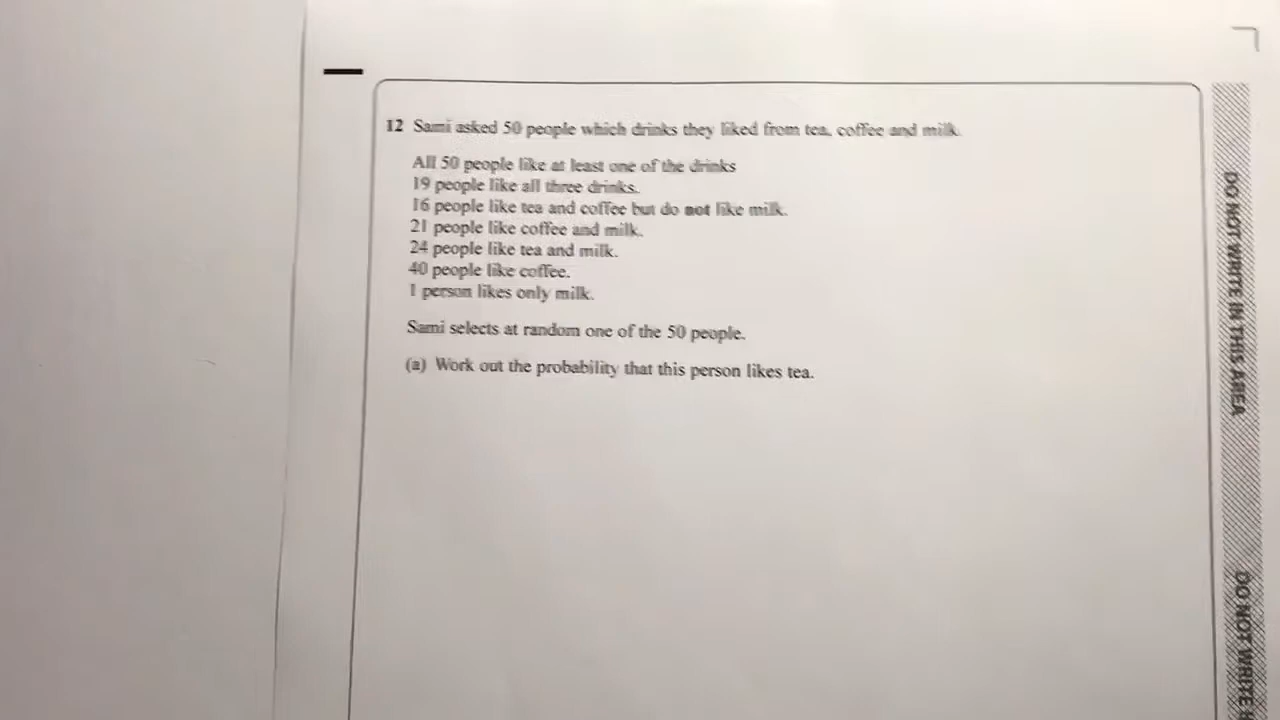 12 Sami asked 50 people which drinks they liked from tea, coffee and milk.
All 50 people like at least one of the drinks
19 people like all three drinks.
16 people like tea and coffee but do not like milk.
21 people like coffee and milk.
24 people like tea and milk.
40 people like coffee.
1 person likes only milk.
Sami selects at random one of the 50 people.
(a) Work out the probability that this person likes tea.
DO NOT WRITE IN THIS AREA
DO NOT WRITE